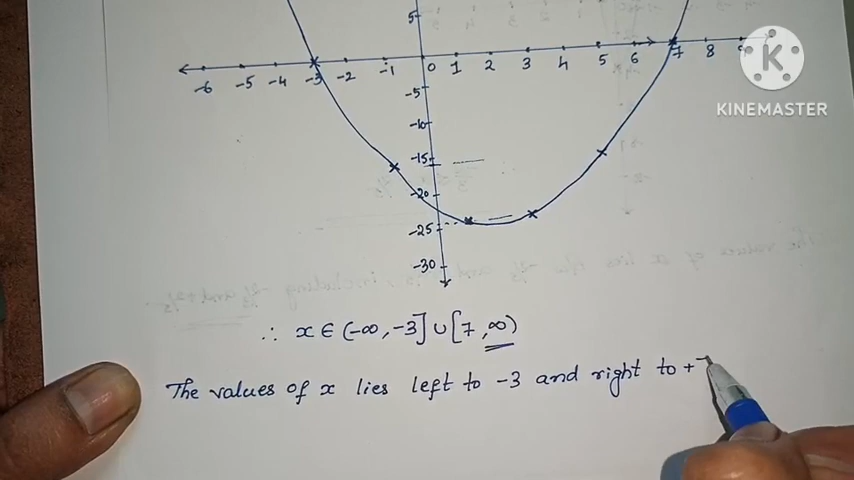 5
-6 -5 -4 -3 -2 -1 0 1 2 3 4 5 6 7 8 9
-5
-10
-15
-20
-25
-30
K
KINEMASTER
∴ x ∈ (-∞, -3] ∪ [7, ∞)
The values of x lies left to -3 and right to +